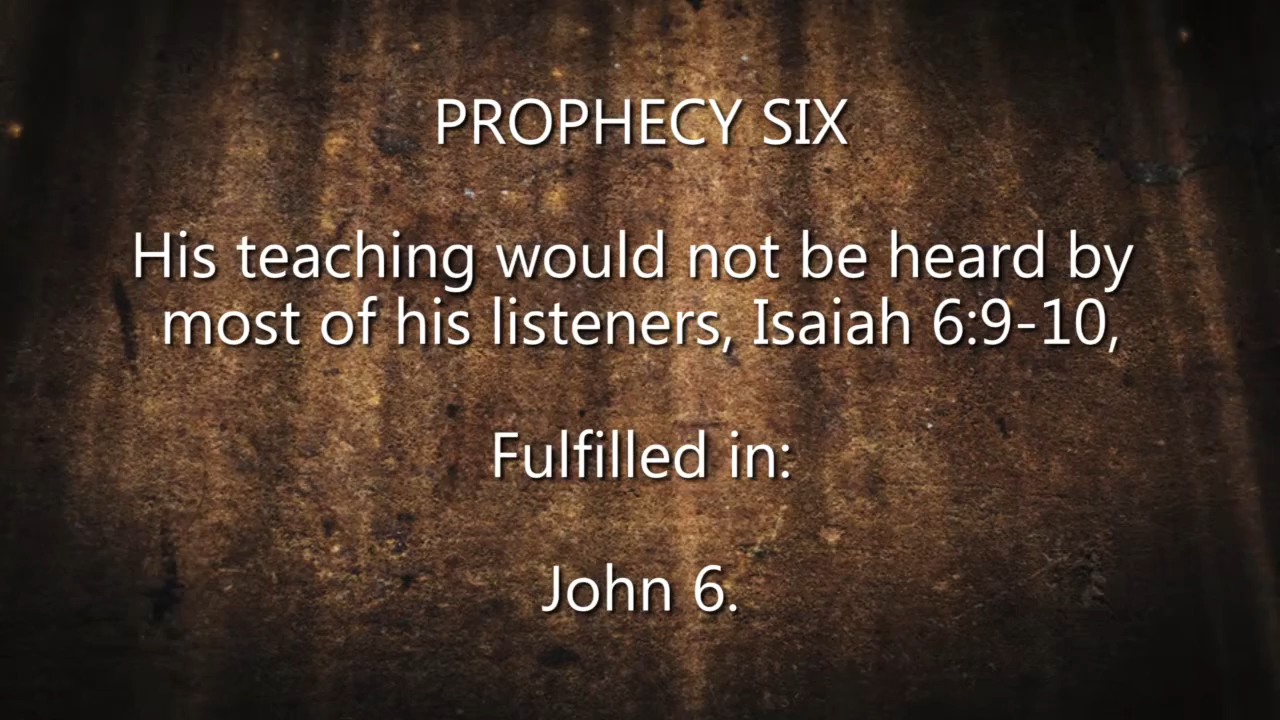 PROPHECY SIX
His teaching would not be heard by
most of his listeners, Isaiah 6:9-10,
Fulfilled in:
John 6.